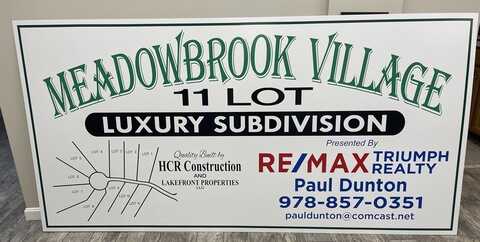 MEADOWBROOK VILLAGE
11 LOT
LUXURY SUBDIVISION
Presented By
Quality Built by
HCR Construction
AND
LAKEFRONT PROPERTIES
LLC
RE/MAX TRIUMPH REALTY
Paul Dunton
978-857-0351
pauldunton@comcast.net